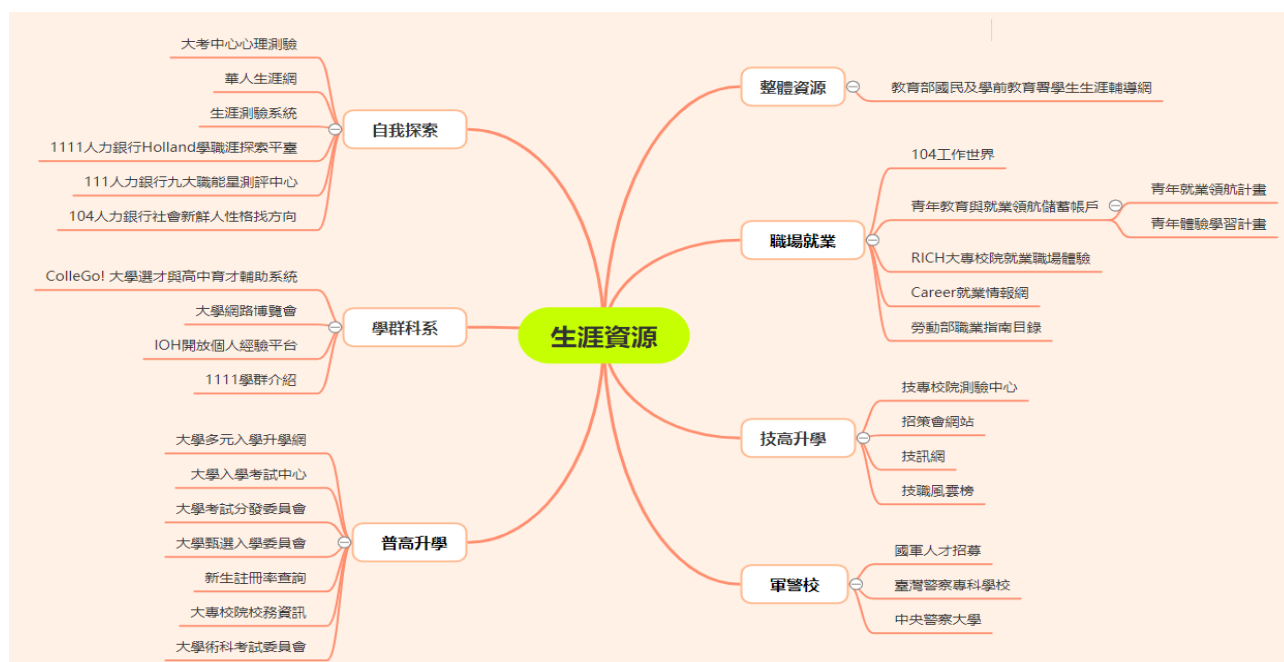 生涯資源
自我探索
大考中心心理測驗
華人生涯網
生涯測驗系統
1111人力銀行Holland學職涯探索平臺
111人力銀行九大職能星測評中心
104人力銀行社會新鮮人性格找方向
學群科系
ColleGo! 大學選才與高中育才輔助系統
大學網路博覽會
IOH開放個人經驗平台
1111學群介紹
普高升學
大學多元入學升學網
大學入學考試中心
大學考試分發委員會
大學甄選入學委員會
新生註冊率查詢
大專校院校務資訊
大學術科考試委員會
整體資源
教育部國民及學前教育署學生生涯輔導網
職場就業
104工作世界
青年教育與就業領航儲蓄帳戶
青年就業領航計畫
青年體驗學習計畫
RICH大專校院就業職場體驗
Career就業情報網
勞動部職業指南目錄
技高升學
技專校院測驗中心
招策會網站
技訊網
技職風雲榜
軍警校
國軍人才招募
臺灣警察專科學校
中央警察大學